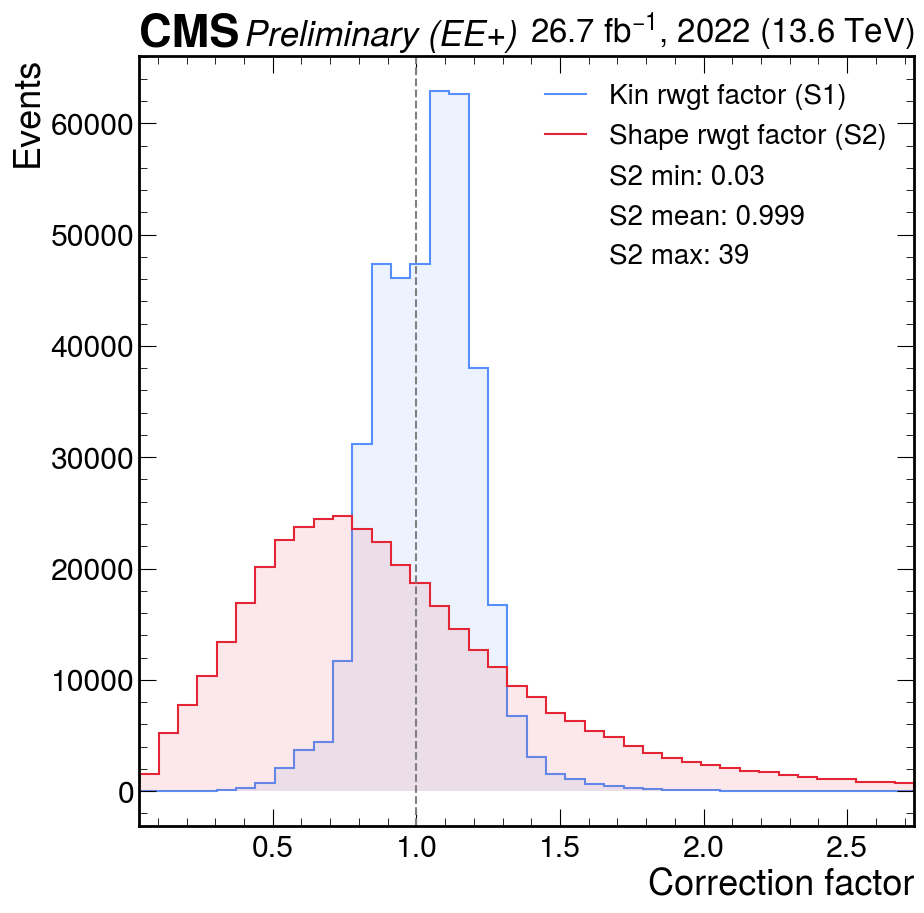 CMS Preliminary (EE+) 26.7 fb⁻¹, 2022 (13.6 TeV)
Events
Kin rwgt factor (S1)
Shape rwgt factor (S2)
S2 min: 0.03
S2 mean: 0.999
S2 max: 39
60000
50000
40000
30000
20000
10000
0
0.5 1.0 1.5 2.0 2.5
Correction factor